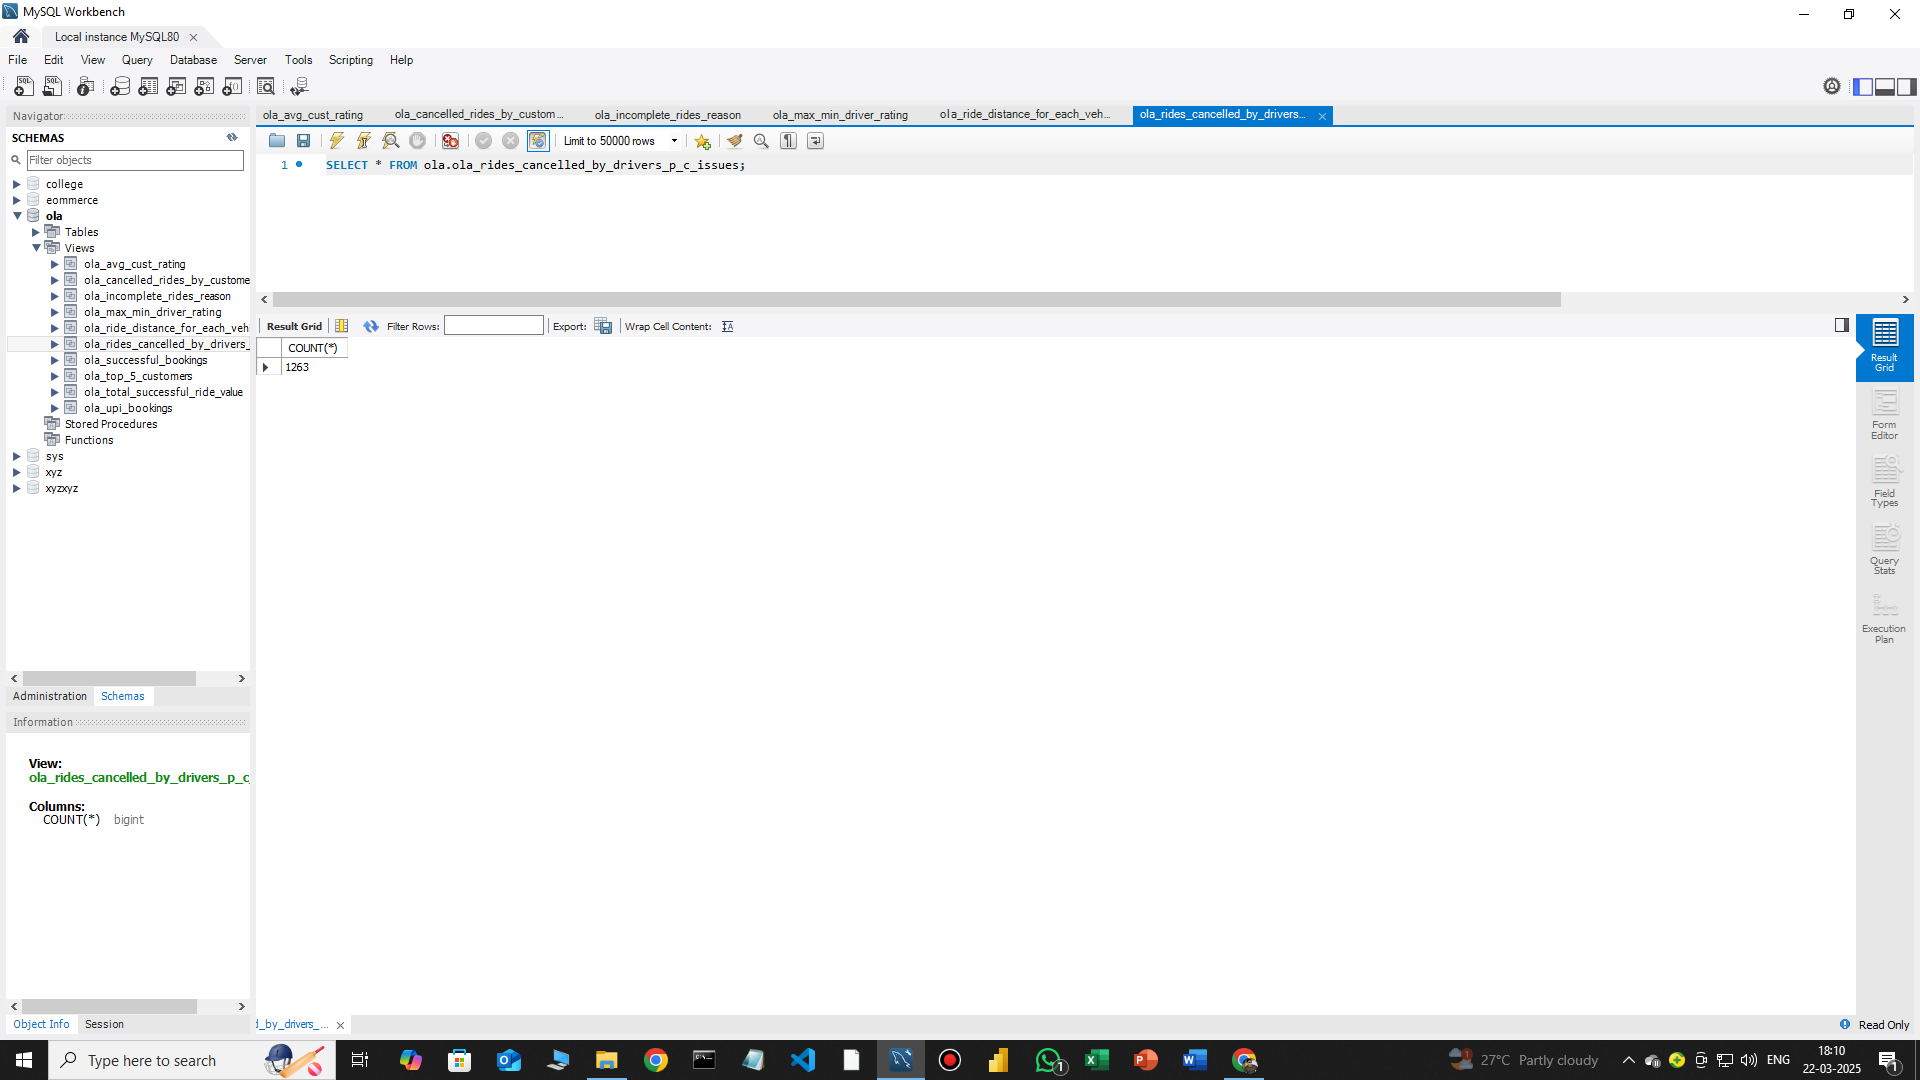 MySQL Workbench
Local instance MySQL80
File Edit View Query Database Server Tools Scripting Help
Navigator
SCHEMAS
Filter objects
college
eommerce
ola
Tables
Views
ola_avg_cust_rating
ola_cancelled_rides_by_custome
ola_incomplete_rides_reason
ola_max_min_driver_rating
ola_ride_distance_for_each_veh
ola_rides_cancelled_by_drivers_
ola_successful_bookings
ola_top_5_customers
ola_total_successful_ride_value
ola_upi_bookings
Stored Procedures
Functions
sys
xyz
xyzxyz
Administration Schemas
Information
View:
ola_rides_cancelled_by_drivers_p_c
Columns:
COUNT(*) bigint
Object Info Session
ola_avg_cust_rating ola_cancelled_rides_by_custom... ola_incomplete_rides_reason ola_max_min_driver_rating ola_ride_distance_for_each_veh... ola_rides_cancelled_by_drivers...
Limit to 50000 rows
1 SELECT * FROM ola.ola_rides_cancelled_by_drivers_p_c_issues;
Result Grid Filter Rows: Export: Wrap Cell Content:
COUNT(*)
1263
Result
Grid
Form
Editor
Field
Types
Query
Stats
Execution
Plan
d_by_drivers_...
Read Only
Type here to search
1
27°C Partly cloudy
ENG
18:10
22-03-2025
1